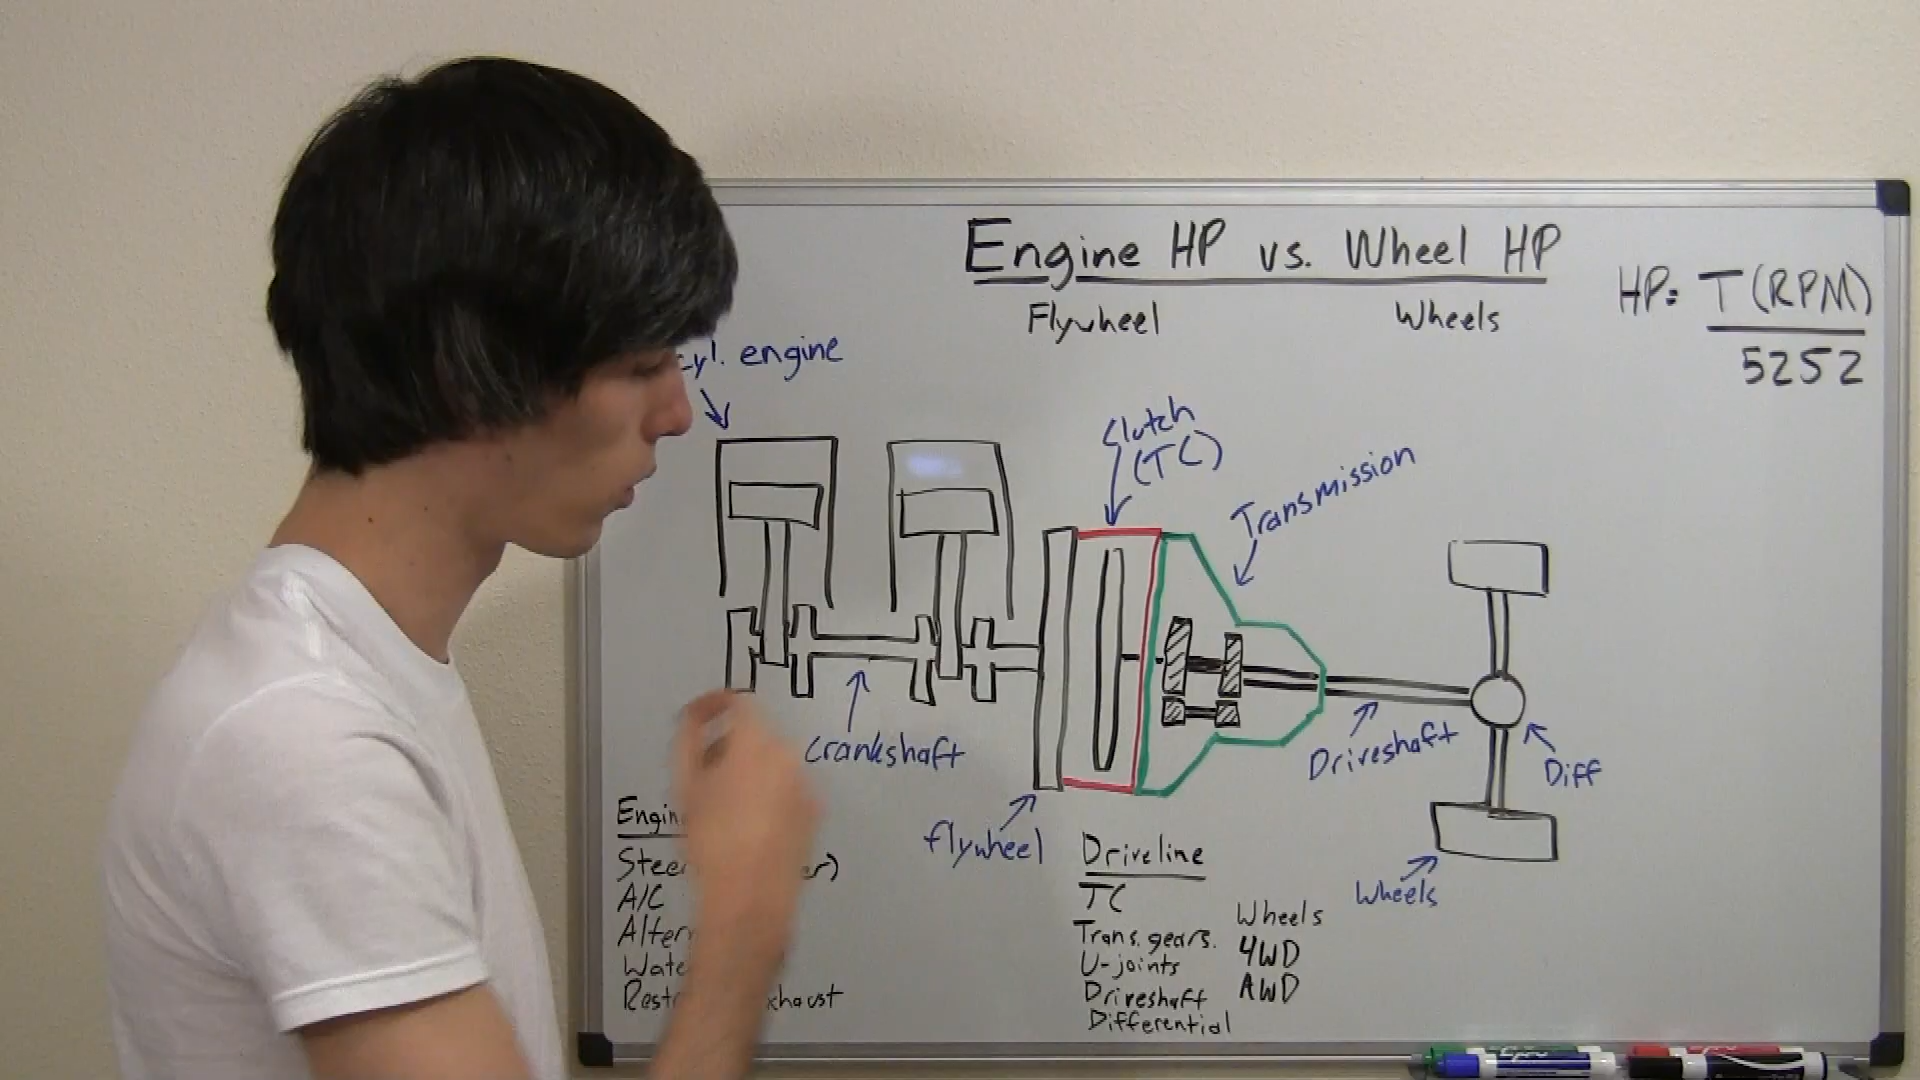 Engine HP vs. Wheel HP
Flywheel
Wheels
HP: T(RPM)
5252
cyl. engine
Clutch
(TC)
Transmission
crankshaft
flywheel
Driveshaft
Diff
Wheels
A/C
exhaust
Driveline
TC
Trans. gears.
U-joints
Driveshaft
Differential
Wheels
4WD
AWD